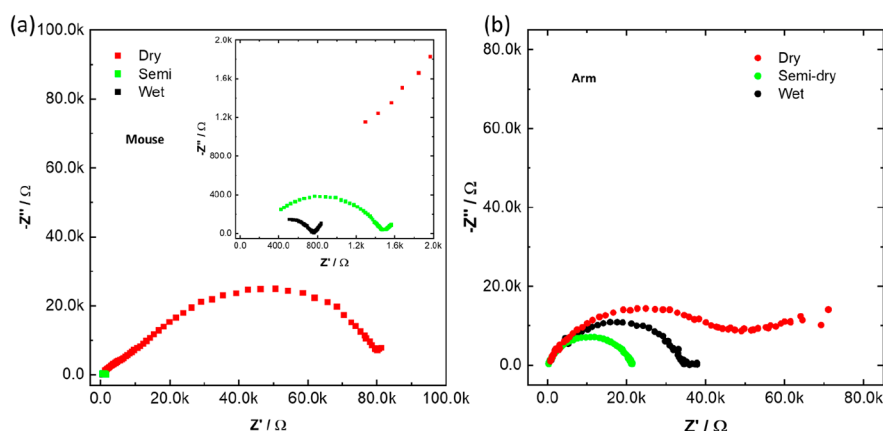 (a)
100.0k
80.0k
60.0k
40.0k
20.0k
0.0
-Z'' / Ω
Dry
Semi
Wet
Mouse
2.0k
1.6k
1.2k
800.0
400.0
0.0
-Z'' / Ω
0.0 400.0 800.0 1.2k 1.6k 2.0k
Z' / Ω
0.0 20.0k 40.0k 60.0k 80.0k 100.0k
Z' / Ω
(b)
80.0k
60.0k
40.0k
20.0k
0.0
-Z'' / Ω
Arm
Dry
Semi-dry
Wet
0.0 20.0k 40.0k 60.0k 80.0k
Z' / Ω